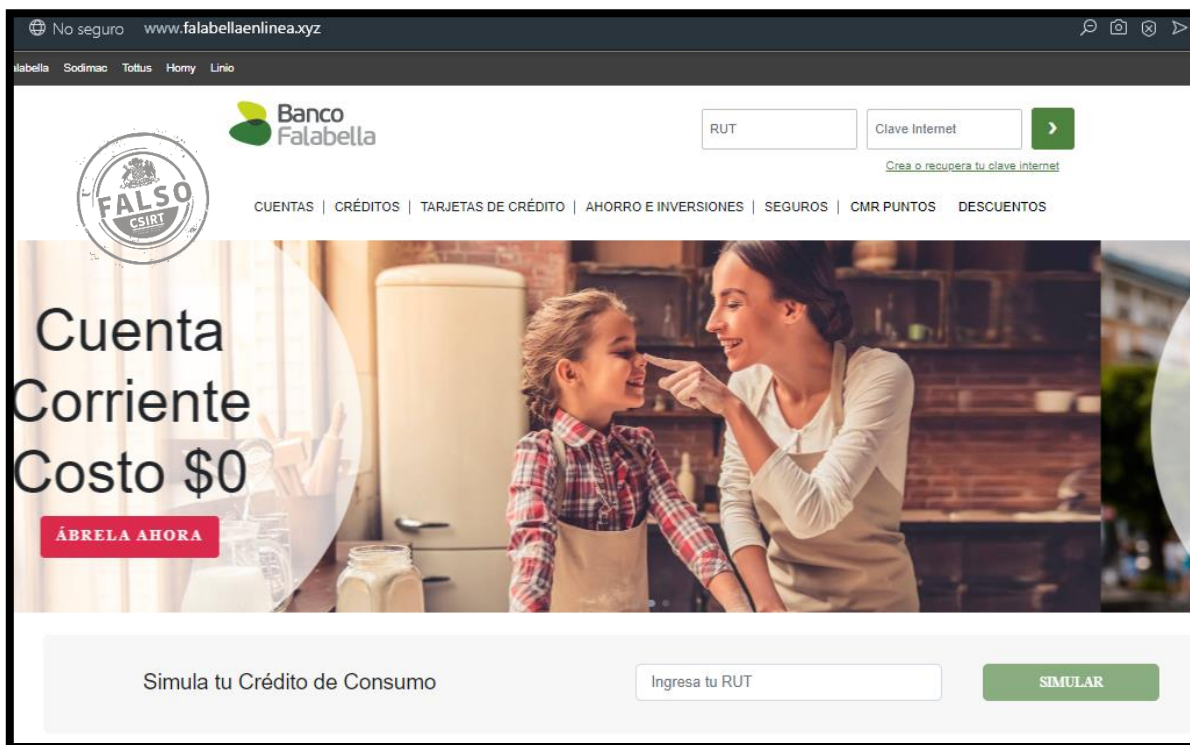 No seguro www.falabellaenlinea.xyz
alabella Sodimac Tottus Homy Linio
Banco
Falabella
RUT Clave Internet
Crea o recupera tu clave internet
FALSO
CSIRT
CUENTAS | CRÉDITOS | TARJETAS DE CRÉDITO | AHORRO E INVERSIONES | SEGUROS | CMR PUNTOS DESCUENTOS
Cuenta
Corriente
Costo $0
ÁBRELA AHORA
Simula tu Crédito de Consumo Ingresa tu RUT SIMULAR